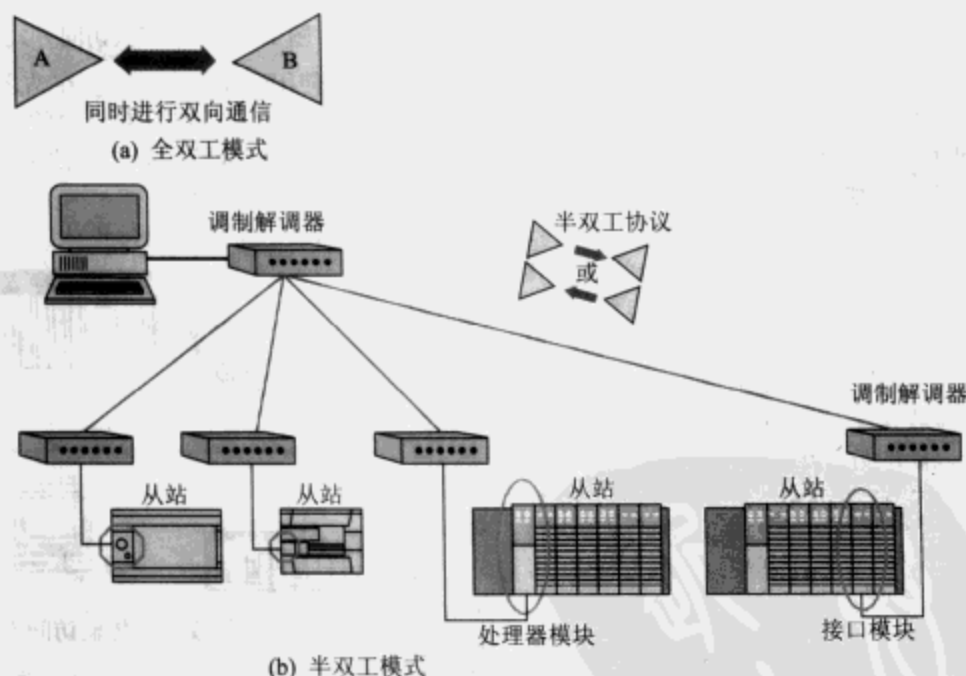 A
B
同时进行双向通信
(a) 全双工模式
调制解调器
半双工协议
或
调制解调器
从站
从站
从站
从站
处理器模块
接口模块
(b) 半双工模式